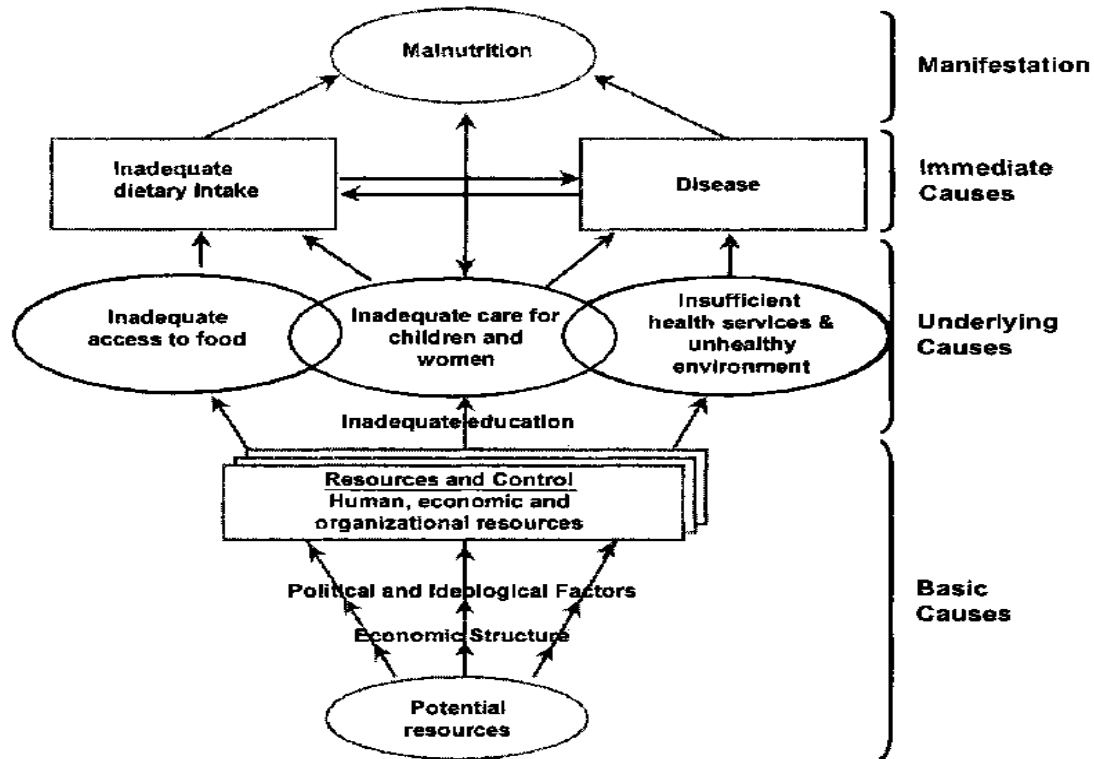 Malnutrition
Manifestation
Inadequate
dietary intake
Disease
Immediate
Causes
Inadequate
access to food
Inadequate care for
children and
women
Insufficient
health services &
unhealthy
environment
Underlying
Causes
Inadequate education
Resources and Control
Human, economic and
organizational resources
Political and Ideological Factors
Economic Structure
Basic
Causes
Potential
resources